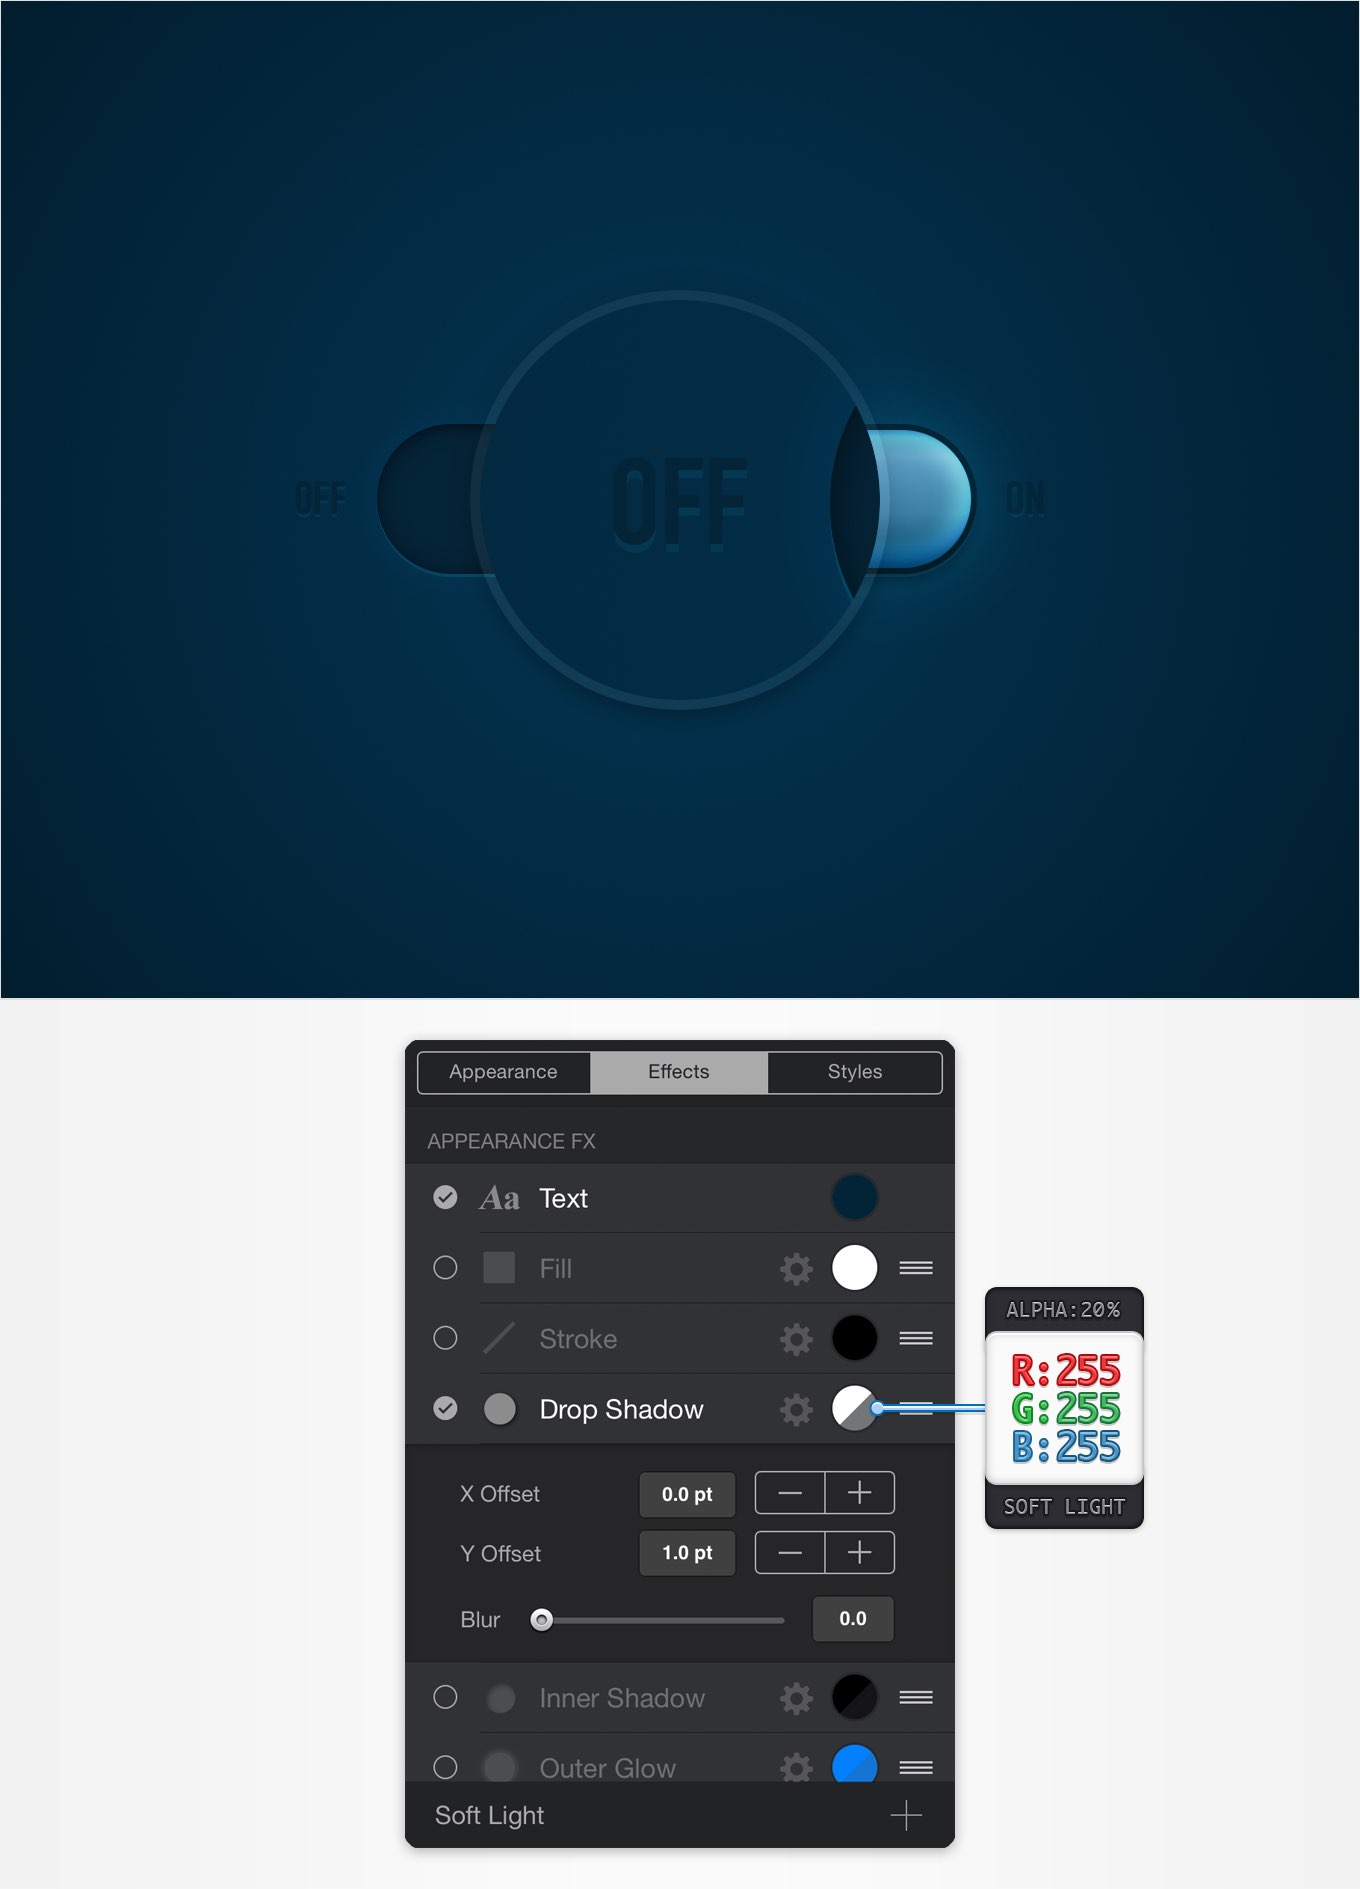 OFF
OFF
ON
Appearance
Effects
Styles
APPEARANCE FX
Aa Text
Fill
Stroke
Drop Shadow
ALPHA:20%
R:255
G:255
B:255
SOFT LIGHT
X Offset 0.0 pt
Y Offset 1.0 pt
Blur 0.0
Inner Shadow
Outer Glow
Soft Light